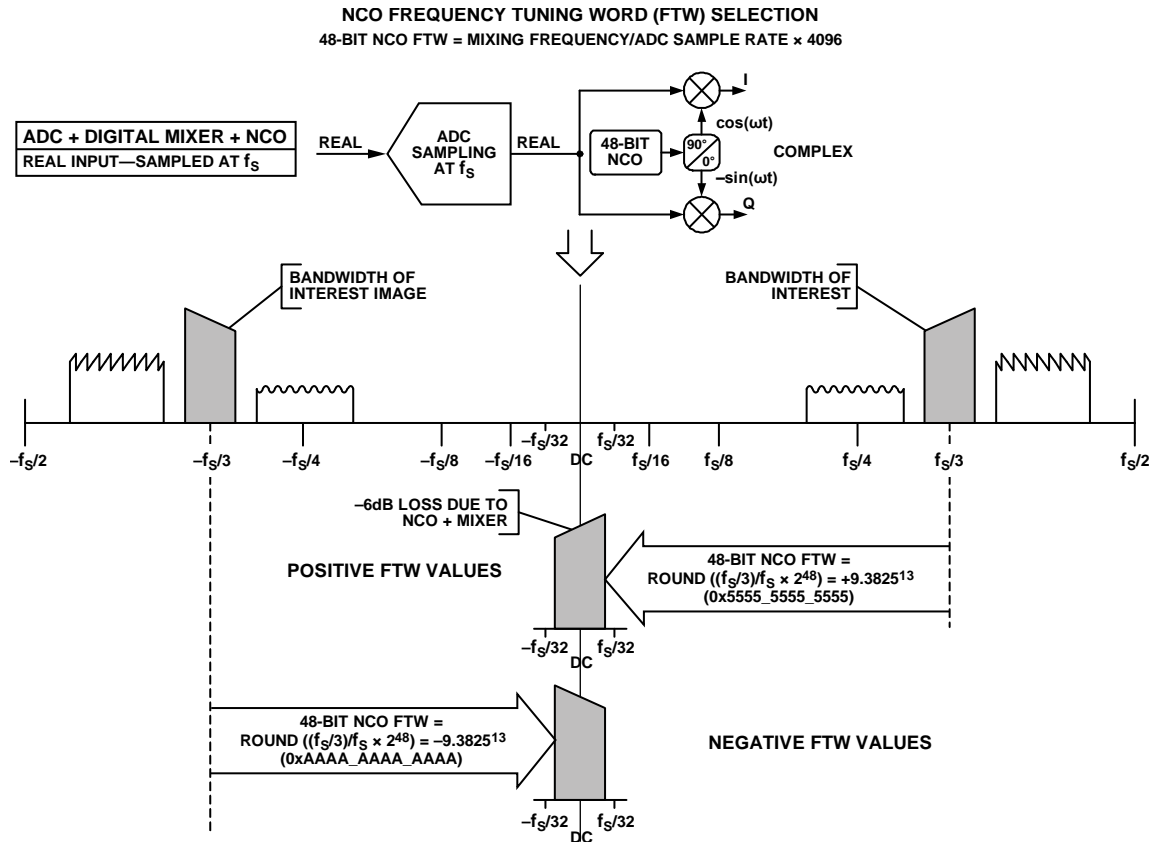 NCO FREQUENCY TUNING WORD (FTW) SELECTION
48-BIT NCO FTW = MIXING FREQUENCY/ADC SAMPLE RATE × 4096
ADC + DIGITAL MIXER + NCO
REAL INPUT—SAMPLED AT fS
REAL
ADC
SAMPLING
AT fS
REAL
48-BIT
NCO
90°
0°
cos(ωt)
–sin(ωt)
I
Q
COMPLEX
BANDWIDTH OF
INTEREST IMAGE
BANDWIDTH OF
INTEREST
–fS/2
–fS/3
–fS/4
–fS/8
–fS/16
–fS/32
DC
fS/32
fS/16
fS/8
fS/4
fS/3
fS/2
–6dB LOSS DUE TO
NCO + MIXER
POSITIVE FTW VALUES
48-BIT NCO FTW =
ROUND ((fS/3)/fS × 2^48) = +9.3825^13
(0x5555_5555_5555)
–fS/32
DC
fS/32
48-BIT NCO FTW =
ROUND ((fS/3)/fS × 2^48) = –9.3825^13
(0xAAAA_AAAA_AAAA)
NEGATIVE FTW VALUES
–fS/32
DC
fS/32